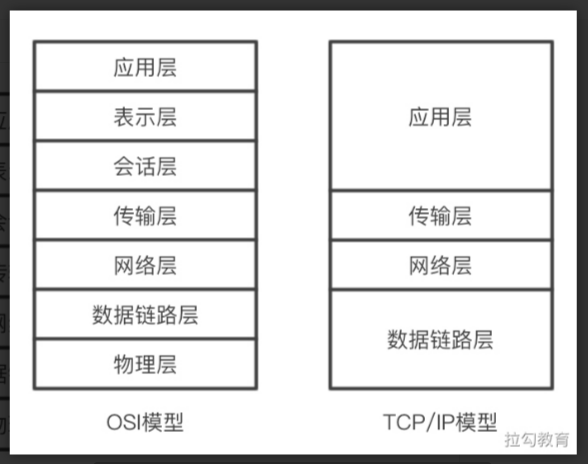 应用层
表示层
会话层
传输层
网络层
数据链路层
物理层
OSI模型
应用层
传输层
网络层
数据链路层
TCP/IP模型
拉勾教育